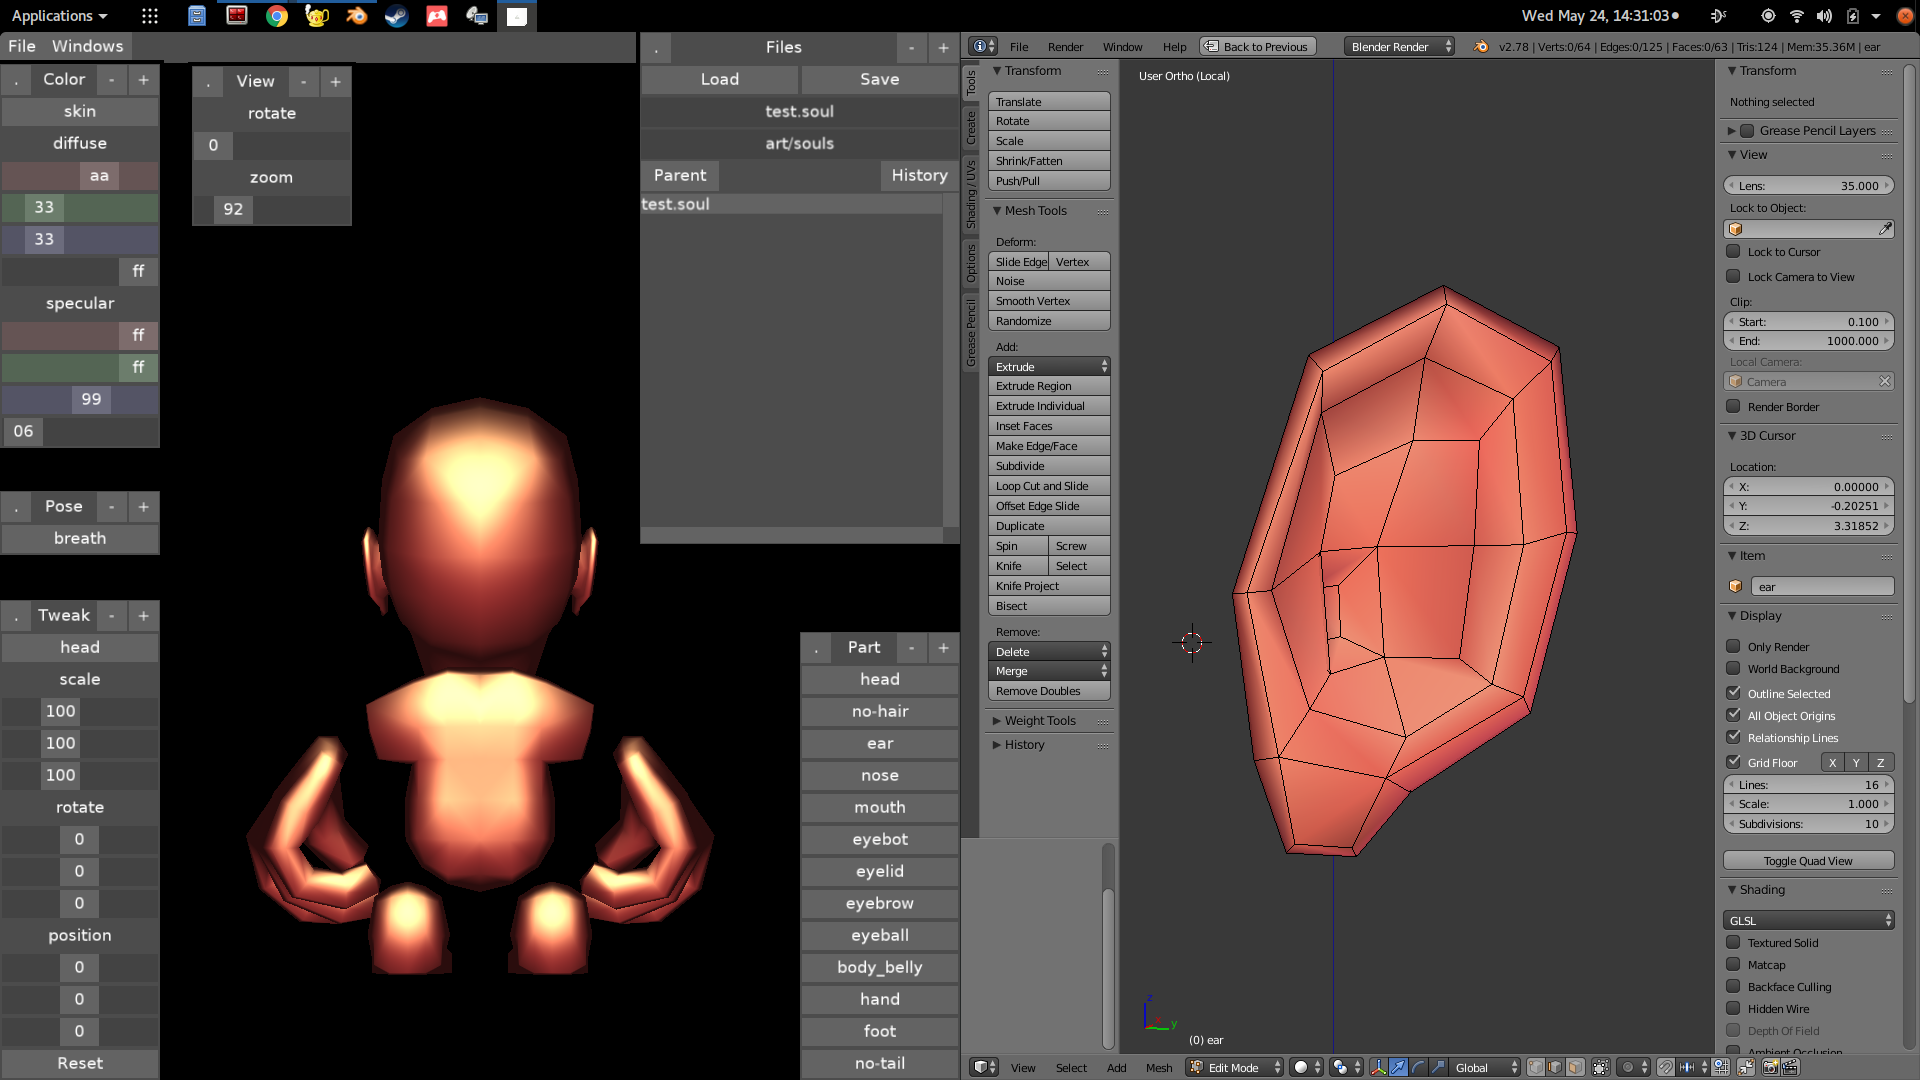 Applications
Wed May 24, 14:31:03
File Windows
. Color - +
skin
diffuse
aa
33
33
ff
specular
ff
ff
99
06
. Pose - +
breath
. Tweak - +
head
scale
100
100
100
rotate
0
0
0
position
0
0
0
Reset
. View - +
rotate
0
zoom
92
. Files - +
Load Save
test.soul
art/souls
Parent History
test.soul
. Part - +
head
no-hair
ear
nose
mouth
eyebot
eyelid
eyebrow
eyeball
body_belly
hand
foot
no-tail
File Render Window Help Back to Previous Blender Render v2.78 | Verts:0/64 | Edges:0/125 | Faces:0/63 | Tris:124 | Mem:35.36M | ear
Tools
Create
Shading / UVs
Options
Grease Pencil
Transform
Translate
Rotate
Scale
Shrink/Fatten
Push/Pull
Mesh Tools
Deform:
Slide Edge Vertex
Noise
Smooth Vertex
Randomize
Add:
Extrude
Extrude Region
Extrude Individual
Inset Faces
Make Edge/Face
Subdivide
Loop Cut and Slide
Offset Edge Slide
Duplicate
Spin Screw
Knife Select
Knife Project
Bisect
Remove:
Delete
Merge
Remove Doubles
Weight Tools
History
User Ortho (Local)
z
x
y
(0) ear
Transform
Nothing selected
Grease Pencil Layers
View
Lens: 35.000
Lock to Object:
Lock to Cursor
Lock Camera to View
Clip:
Start: 0.100
End: 1000.000
Local Camera:
Camera
Render Border
3D Cursor
Location:
X: 0.00000
Y: -0.20251
Z: 3.31852
Item
ear
Display
Only Render
World Background
Outline Selected
All Object Origins
Relationship Lines
Grid Floor X Y Z
Lines: 16
Scale: 1.000
Subdivisions: 10
Toggle Quad View
Shading
GLSL
Textured Solid
Matcap
Backface Culling
Hidden Wire
Depth Of Field
Ambient Occlusion
View Select Add Mesh Edit Mode Global